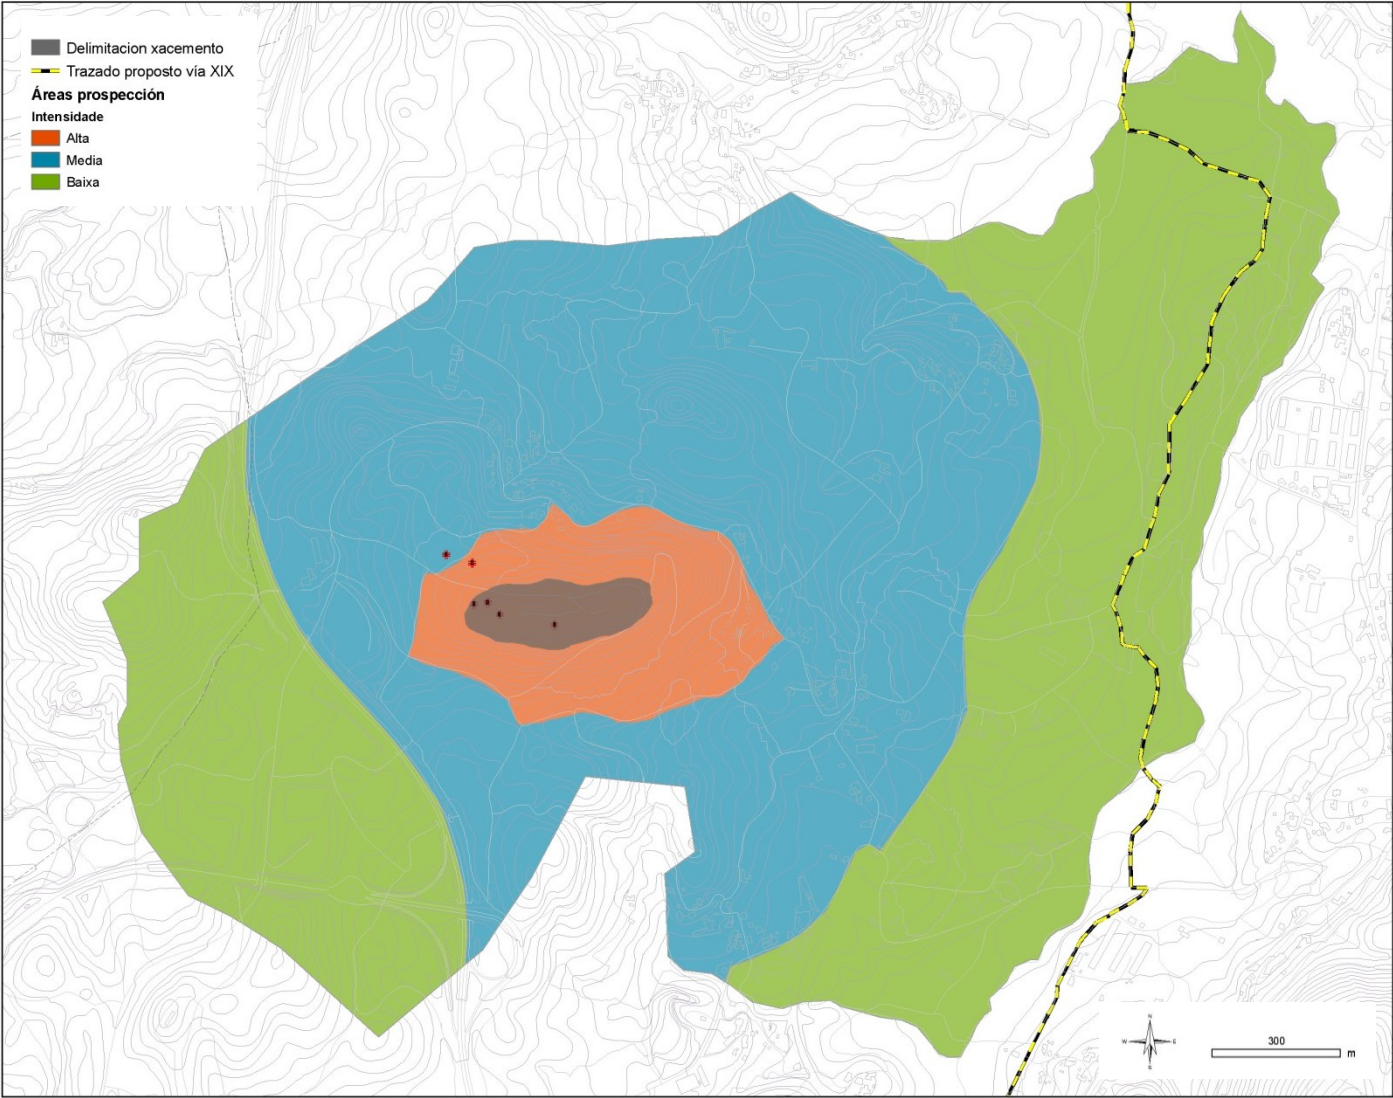 Delimitacion xacemento
Trazado proposto vía XIX
Áreas prospección
Intensidade
Alta
Media
Baixa
N
W E
S
300
m